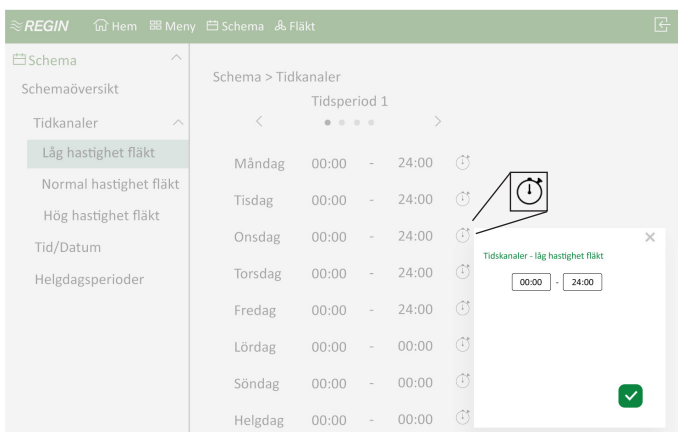 REGIN Hem Meny Schema Fläkt
Schema
Schemaöversikt
Tidkanaler
Låg hastighet fläkt
Normal hastighet fläkt
Hög hastighet fläkt
Tid/Datum
Helgdagsperioder
Schema > Tidkanaler
Tidsperiod 1
< >
Måndag 00:00 - 24:00
Tisdag 00:00 - 24:00
Onsdag 00:00 - 24:00
Torsdag 00:00 - 24:00
Fredag 00:00 - 24:00
Lördag 00:00 - 00:00
Söndag 00:00 - 00:00
Helgdag 00:00 - 00:00
Tidskanaler - låg hastighet fläkt
00:00 - 24:00